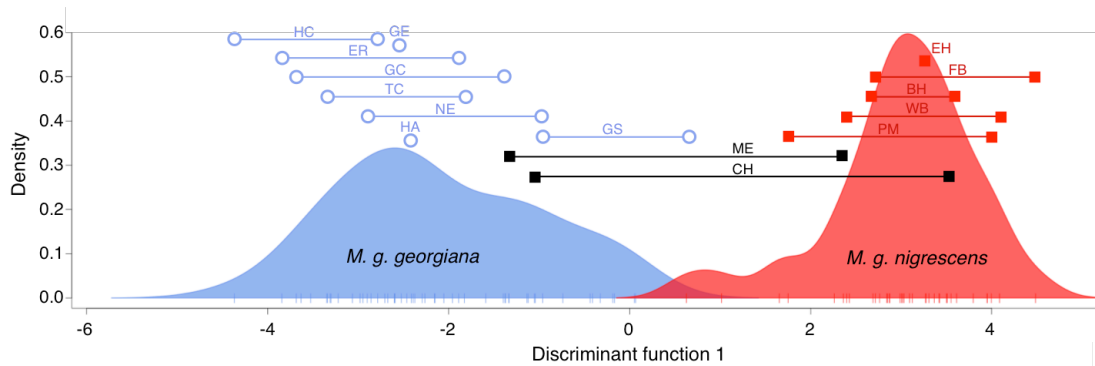 0.6
HC
GE
EH
ER
0.5
GC
FB
TC
BH
0.4
NE
WB
HA
GS
PM
0.3
ME
CH
Density
0.2
0.1
M. g. georgiana
M. g. nigrescens
0.0
-6 -4 -2 0 2 4
Discriminant function 1